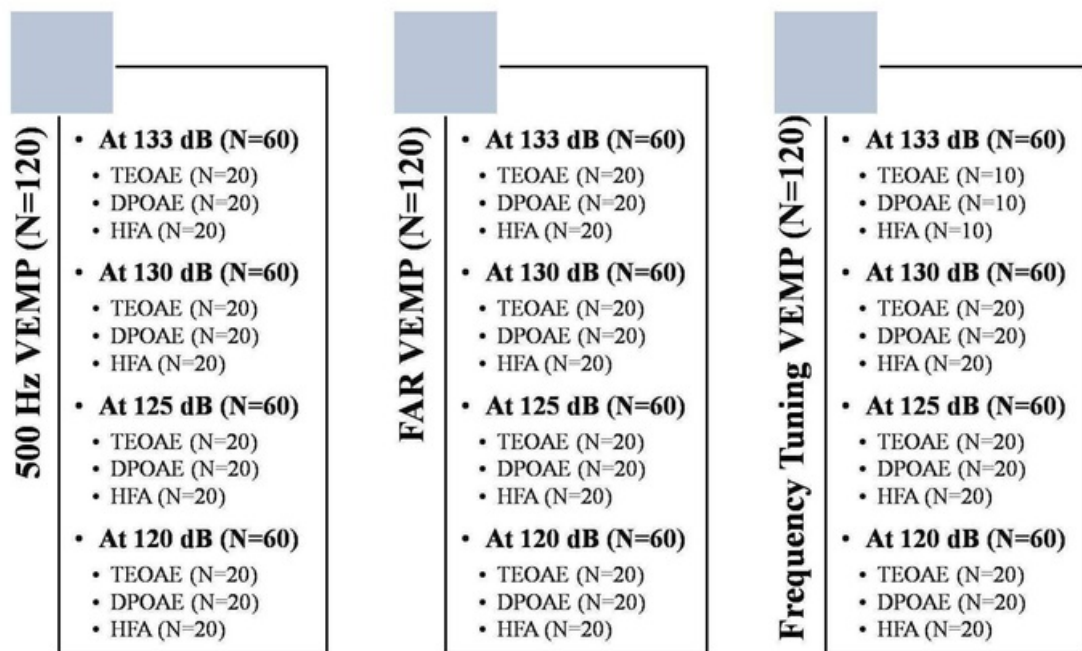 500 Hz VEMP (N=120)
• At 133 dB (N=60)
• TEOAE (N=20)
• DPOAE (N=20)
• HFA (N=20)
• At 130 dB (N=60)
• TEOAE (N=20)
• DPOAE (N=20)
• HFA (N=20)
• At 125 dB (N=60)
• TEOAE (N=20)
• DPOAE (N=20)
• HFA (N=20)
• At 120 dB (N=60)
• TEOAE (N=20)
• DPOAE (N=20)
• HFA (N=20)
FAR VEMP (N=120)
• At 133 dB (N=60)
• TEOAE (N=20)
• DPOAE (N=20)
• HFA (N=20)
• At 130 dB (N=60)
• TEOAE (N=20)
• DPOAE (N=20)
• HFA (N=20)
• At 125 dB (N=60)
• TEOAE (N=20)
• DPOAE (N=20)
• HFA (N=20)
• At 120 dB (N=60)
• TEOAE (N=20)
• DPOAE (N=20)
• HFA (N=20)
Frequency Tuning VEMP (N=120)
• At 133 dB (N=60)
• TEOAE (N=10)
• DPOAE (N=10)
• HFA (N=10)
• At 130 dB (N=60)
• TEOAE (N=20)
• DPOAE (N=20)
• HFA (N=20)
• At 125 dB (N=60)
• TEOAE (N=20)
• DPOAE (N=20)
• HFA (N=20)
• At 120 dB (N=60)
• TEOAE (N=20)
• DPOAE (N=20)
• HFA (N=20)